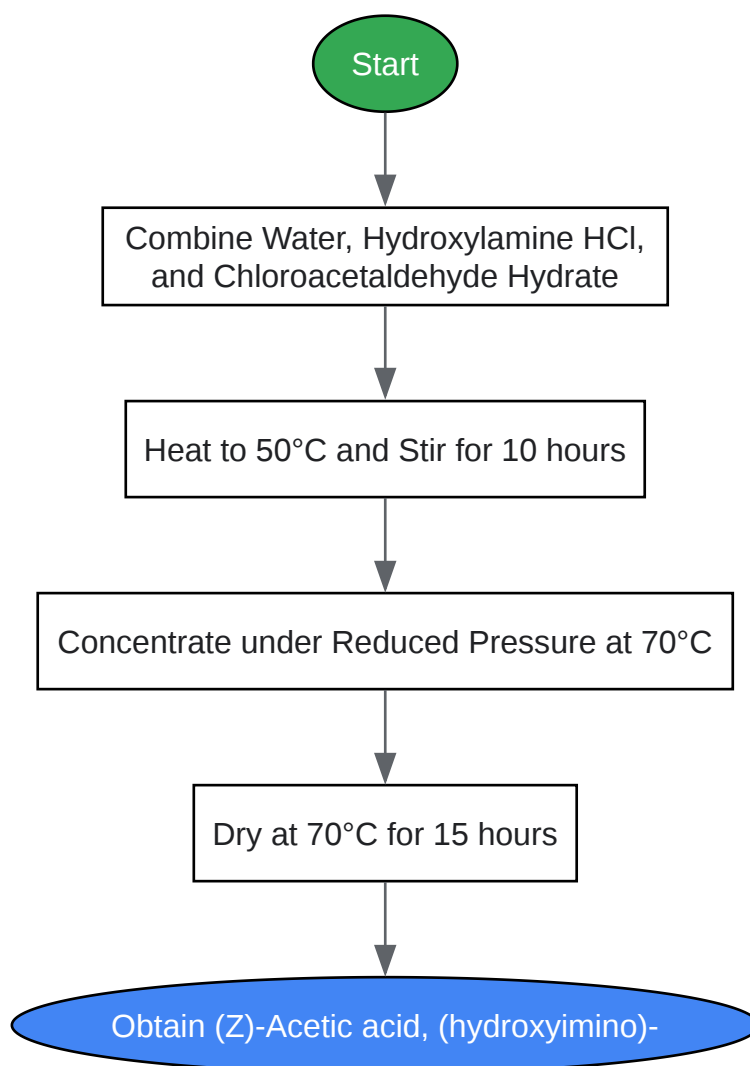 Start
Combine Water, Hydroxylamine HCl,
and Chloroacetaldehyde Hydrate
Heat to 50°C and Stir for 10 hours
Concentrate under Reduced Pressure at 70°C
Dry at 70°C for 15 hours
Obtain (Z)-Acetic acid, (hydroxyimino)-